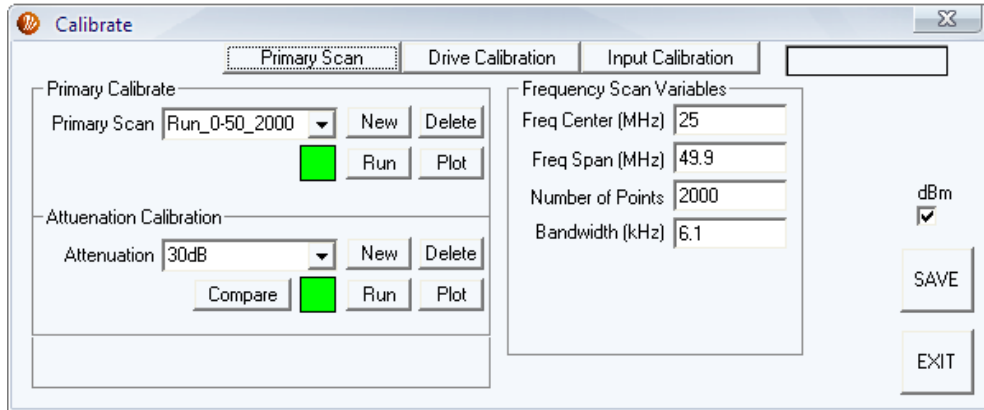 Calibrate
Primary Scan Drive Calibration Input Calibration
Primary Calibrate
Primary Scan Run_0-50_2000 New Delete
Run Plot
Attuenation Calibration
Attenuation 30dB New Delete
Compare Run Plot
Frequency Scan Variables
Freq Center (MHz) 25
Freq Span (MHz) 49.9
Number of Points 2000
Bandwidth (kHz) 6.1
dBm
SAVE
EXIT